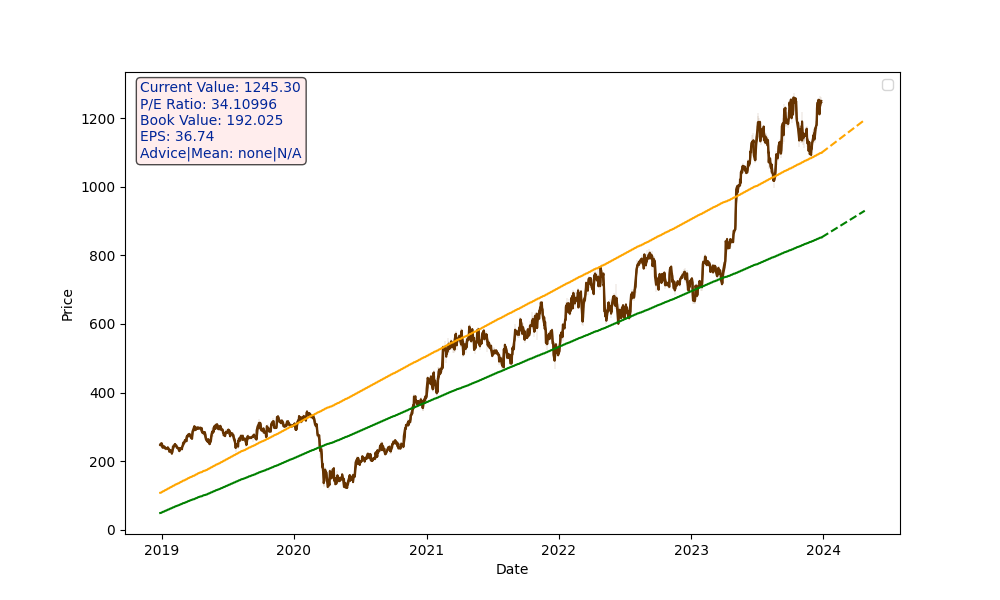 Current Value: 1245.30
P/E Ratio: 34.10996
Book Value: 192.025
EPS: 36.74
Advice|Mean: none|N/A
1200
1000
800
600
400
200
0
Price
2019 2020 2021 2022 2023 2024
Date